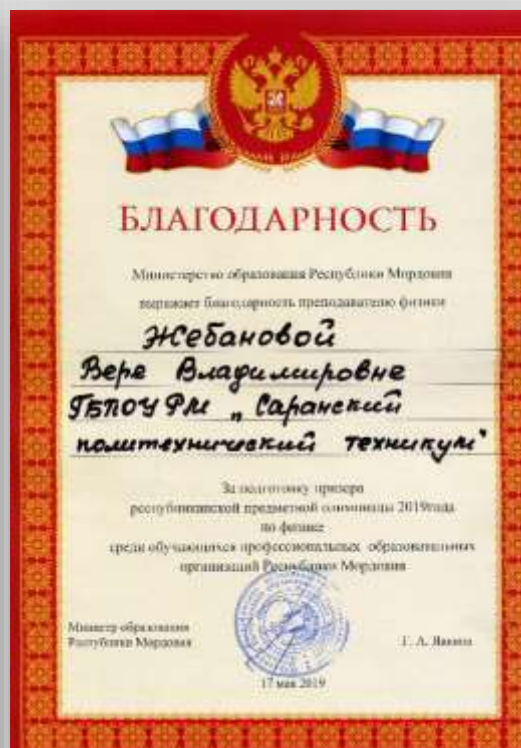 БЛАГОДАРНОСТЬ
Министерство образования Республики Мордовия
выражает благодарность преподавателю физики
Жебановой
Вере Владимировне
ГБПОУ РМ „Саранский
политехнический техникум"
За подготовку призера
республиканской предметной олимпиады 2019года
по физике
среди обучающихся профессиональных образовательных
организаций Республики Мордовия
Министр образования
Республики Мордовия
Г. А. Явкина
17 мая 2019